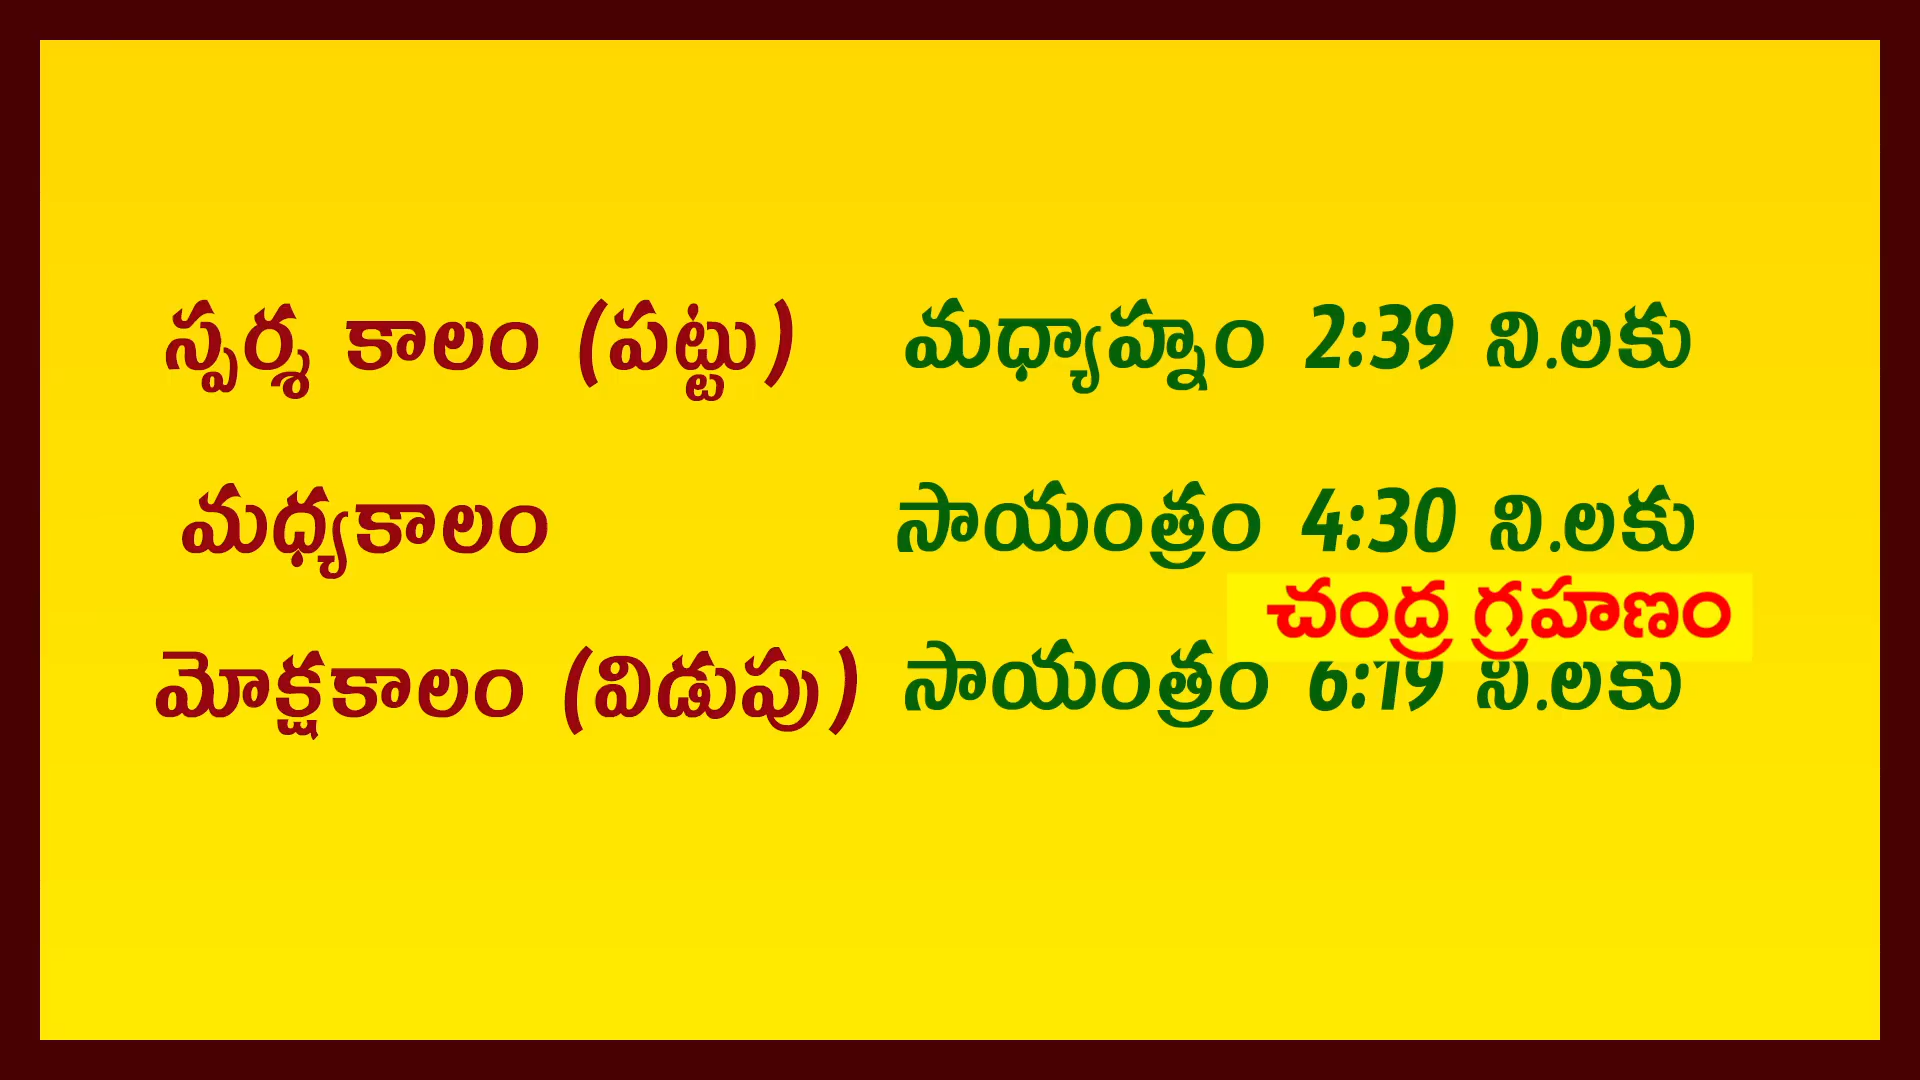 స్పర్శ కాలం (పట్టు) మధ్యాహ్నం 2:39 ని.లకు
మధ్యకాలం సాయంత్రం 4:30 ని.లకు
చంద్ర గ్రహణం
మోక్షకాలం (విడుపు) సాయంత్రం 6:19 ని.లకు